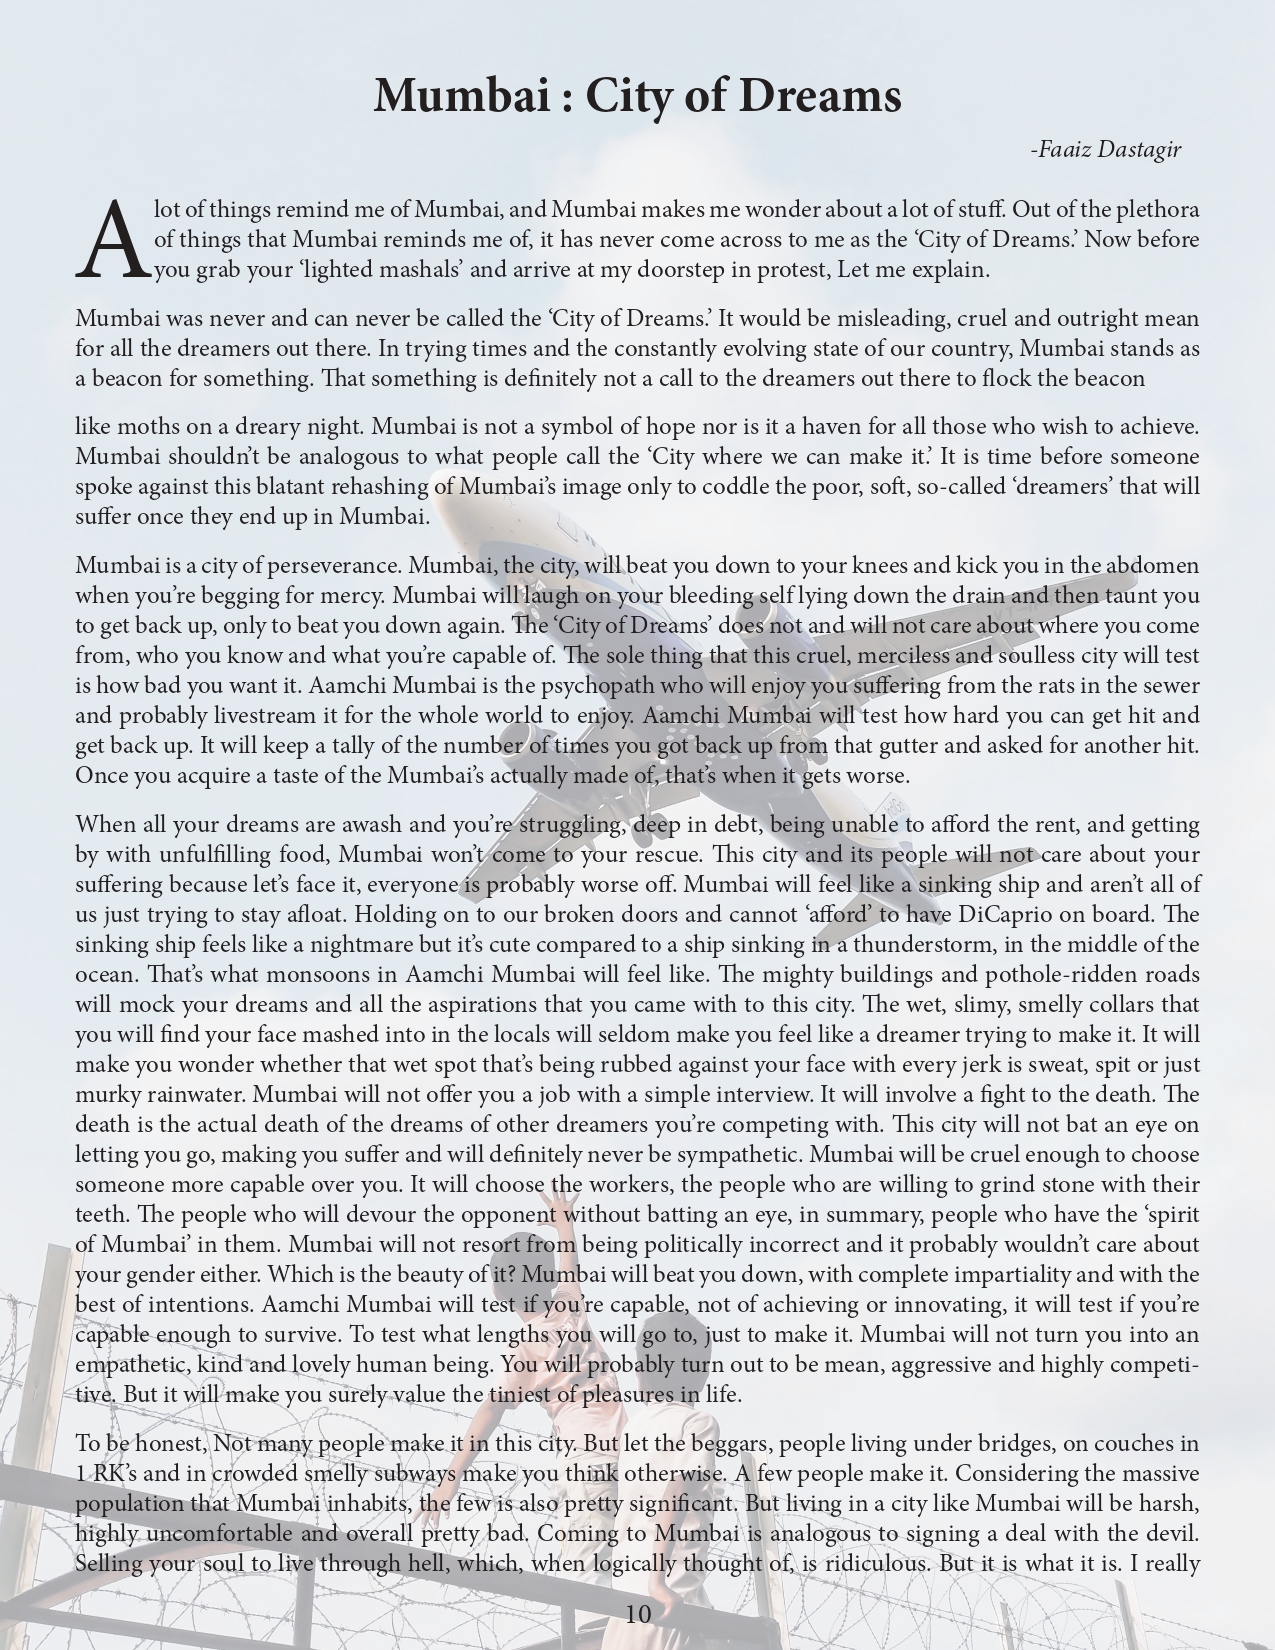 Mumbai : City of Dreams
-Faaiz Dastagir
A lot of things remind me of Mumbai, and Mumbai makes me wonder about a lot of stuff. Out of the plethora
of things that Mumbai reminds me of, it has never come across to me as the ‘City of Dreams.’ Now before
you grab your ‘lighted mashals’ and arrive at my doorstep in protest, Let me explain.
Mumbai was never and can never be called the ‘City of Dreams.’ It would be misleading, cruel and outright mean
for all the dreamers out there. In trying times and the constantly evolving state of our country, Mumbai stands as
a beacon for something. That something is definitely not a call to the dreamers out there to flock the beacon
like moths on a dreary night. Mumbai is not a symbol of hope nor is it a haven for all those who wish to achieve.
Mumbai shouldn’t be analogous to what people call the ‘City where we can make it.’ It is time before someone
spoke against this blatant rehashing of Mumbai’s image only to coddle the poor, soft, so-called ‘dreamers’ that will
suffer once they end up in Mumbai.
Mumbai is a city of perseverance. Mumbai, the city, will beat you down to your knees and kick you in the abdomen
when you’re begging for mercy. Mumbai will laugh on your bleeding self lying down the drain and then taunt you
to get back up, only to beat you down again. The ‘City of Dreams’ does not and will not care about where you come
from, who you know and what you’re capable of. The sole thing that this cruel, merciless and soulless city will test
is how bad you want it. Aamchi Mumbai is the psychopath who will enjoy you suffering from the rats in the sewer
and probably livestream it for the whole world to enjoy. Aamchi Mumbai will test how hard you can get hit and
get back up. It will keep a tally of the number of times you got back up from that gutter and asked for another hit.
Once you acquire a taste of the Mumbai’s actually made of, that’s when it gets worse.
When all your dreams are awash and you’re struggling, deep in debt, being unable to afford the rent, and getting
by with unfulfilling food, Mumbai won’t come to your rescue. This city and its people will not care about your
suffering because let’s face it, everyone is probably worse off. Mumbai will feel like a sinking ship and aren’t all of
us just trying to stay afloat. Holding on to our broken doors and cannot ‘afford’ to have DiCaprio on board. The
sinking ship feels like a nightmare but it’s cute compared to a ship sinking in a thunderstorm, in the middle of the
ocean. That’s what monsoons in Aamchi Mumbai will feel like. The mighty buildings and pothole-ridden roads
will mock your dreams and all the aspirations that you came with to this city. The wet, slimy, smelly collars that
you will find your face mashed into in the locals will seldom make you feel like a dreamer trying to make it. It will
make you wonder whether that wet spot that’s being rubbed against your face with every jerk is sweat, spit or just
murky rainwater. Mumbai will not offer you a job with a simple interview. It will involve a fight to the death. The
death is the actual death of the dreams of other dreamers you’re competing with. This city will not bat an eye on
letting you go, making you suffer and will definitely never be sympathetic. Mumbai will be cruel enough to choose
someone more capable over you. It will choose the workers, the people who are willing to grind stone with their
teeth. The people who will devour the opponent without batting an eye, in summary, people who have the ‘spirit
of Mumbai’ in them. Mumbai will not resort from being politically incorrect and it probably wouldn’t care about
your gender either. Which is the beauty of it? Mumbai will beat you down, with complete impartiality and with the
best of intentions. Aamchi Mumbai will test if you’re capable, not of achieving or innovating, it will test if you’re
capable enough to survive. To test what lengths you will go to, just to make it. Mumbai will not turn you into an
empathetic, kind and lovely human being. You will probably turn out to be mean, aggressive and highly competi-
tive. But it will make you surely value the tiniest of pleasures in life.
To be honest, Not many people make it in this city. But let the beggars, people living under bridges, on couches in
1 RK’s and in crowded smelly subways make you think otherwise. A few people make it. Considering the massive
population that Mumbai inhabits, the few is also pretty significant. But living in a city like Mumbai will be harsh,
highly uncomfortable and overall pretty bad. Coming to Mumbai is analogous to signing a deal with the devil.
Selling your soul to live through hell, which, when logically thought of, is ridiculous. But it is what it is. I really
10